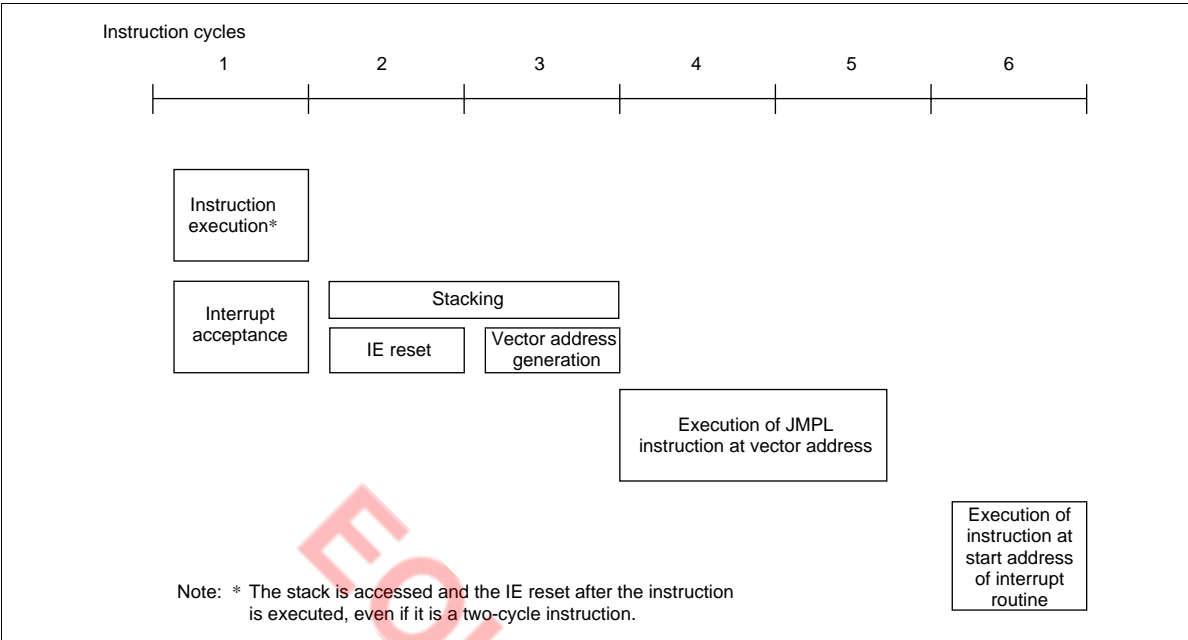 Instruction cycles
1 2 3 4 5 6
Instruction
execution*
Interrupt
acceptance
Stacking
IE reset
Vector address
generation
Execution of JMPL
instruction at vector address
Execution of
instruction at
start address
of interrupt
routine
Note: * The stack is accessed and the IE reset after the instruction
is executed, even if it is a two-cycle instruction.